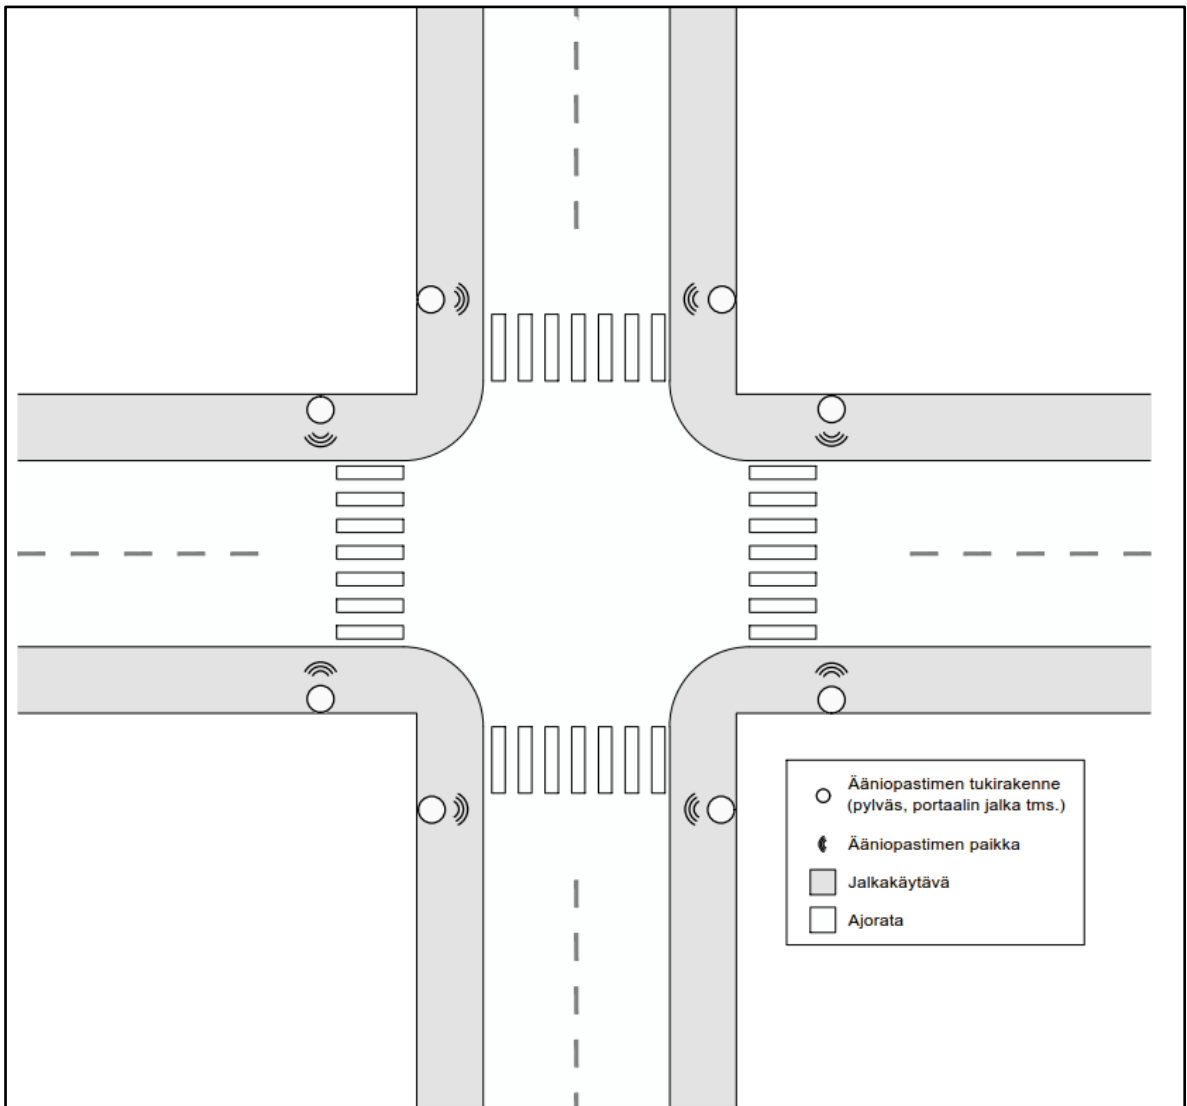 Ääniopastimen tukirakenne
(pylväs, portaalin jalka tms.)
Ääniopastimen paikka
Jalkakäytävä
Ajorata